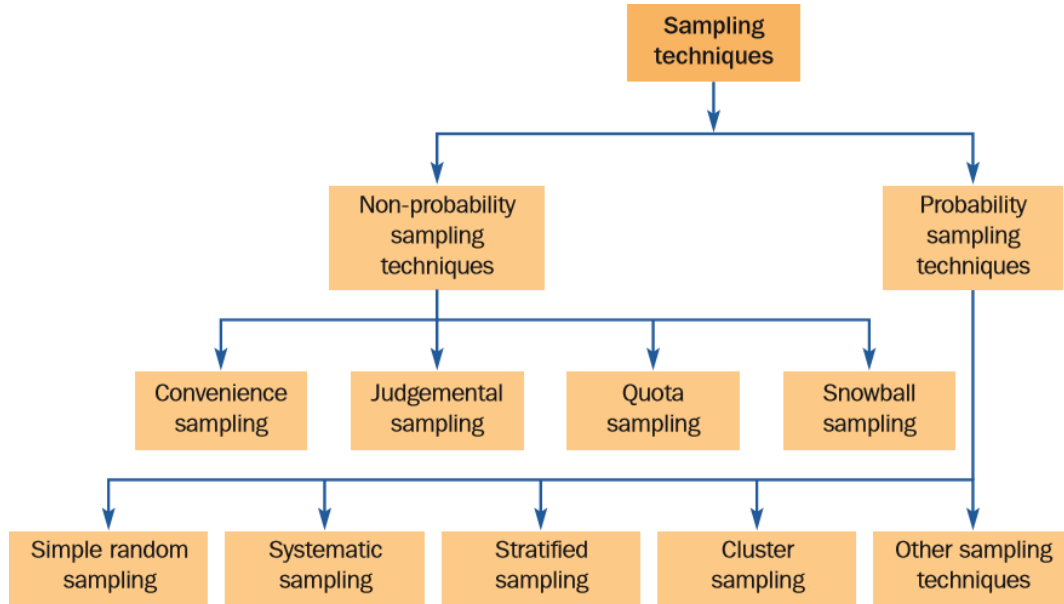 Sampling
techniques
Non-probability
sampling
techniques
Probability
sampling
techniques
Convenience
sampling
Judgemental
sampling
Quota
sampling
Snowball
sampling
Simple random
sampling
Systematic
sampling
Stratified
sampling
Cluster
sampling
Other sampling
techniques